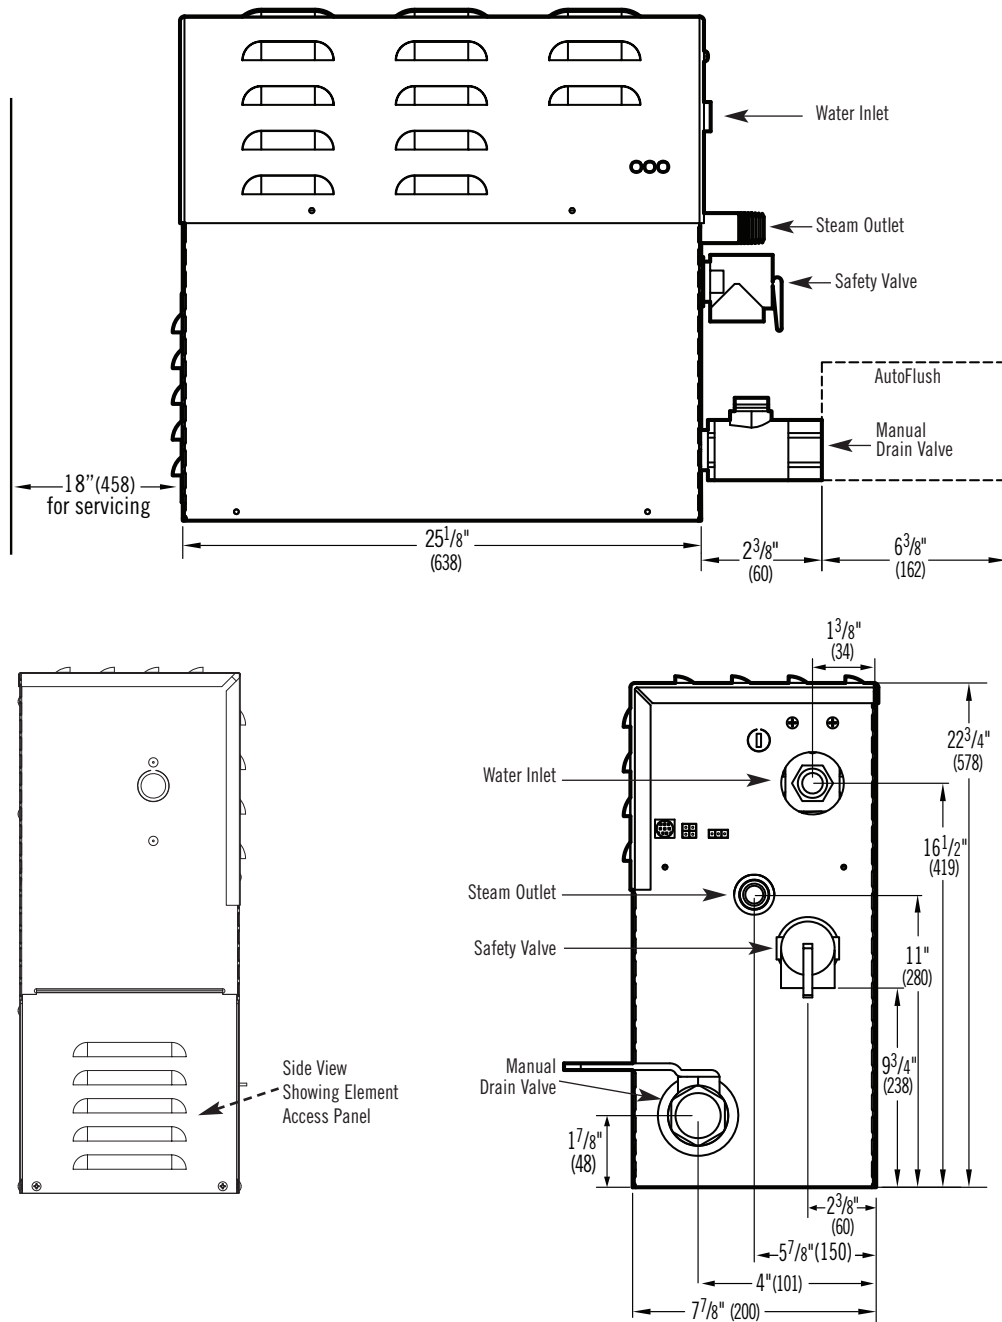 Water Inlet
Steam Outlet
Safety Valve
AutoFlush
Manual
Drain Valve
18”(458)
for servicing
25 1/8"
(638)
2 3/8"
(60)
6 3/8"
(162)
1 3/8"
(34)
22 3/4"
(578)
Water Inlet
16 1/2"
(419)
Steam Outlet
Safety Valve
11"
(280)
Manual
Drain Valve
9 3/4"
(238)
Side View
Showing Element
Access Panel
1 7/8"
(48)
2 3/8"
(60)
5 7/8"(150)
4"(101)
7 7/8" (200)